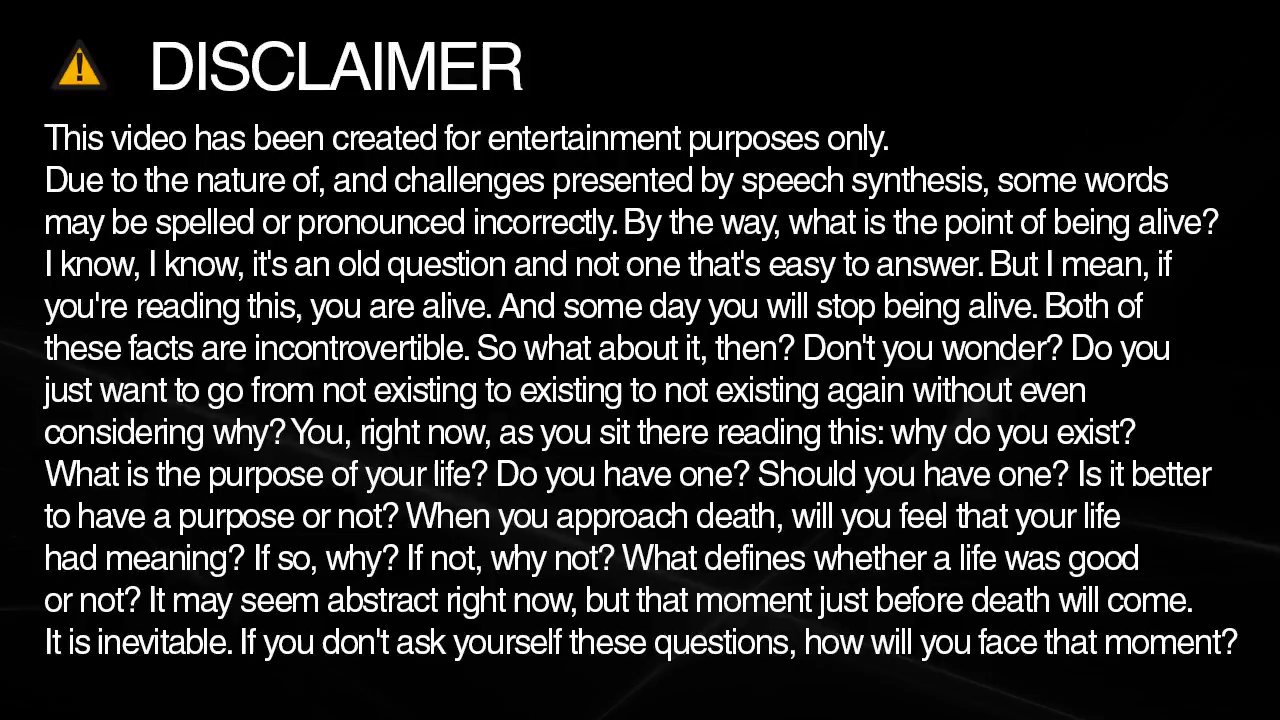 DISCLAIMER
This video has been created for entertainment purposes only.
Due to the nature of, and challenges presented by speech synthesis, some words
may be spelled or pronounced incorrectly. By the way, what is the point of being alive?
I know, I know, it's an old question and not one that's easy to answer. But I mean, if
you're reading this, you are alive. And some day you will stop being alive. Both of
these facts are incontrovertible. So what about it, then? Don't you wonder? Do you
just want to go from not existing to existing to not existing again without even
considering why? You, right now, as you sit there reading this: why do you exist?
What is the purpose of your life? Do you have one? Should you have one? Is it better
to have a purpose or not? When you approach death, will you feel that your life
had meaning? If so, why? If not, why not? What defines whether a life was good
or not? It may seem abstract right now, but that moment just before death will come.
It is inevitable. If you don't ask yourself these questions, how will you face that moment?